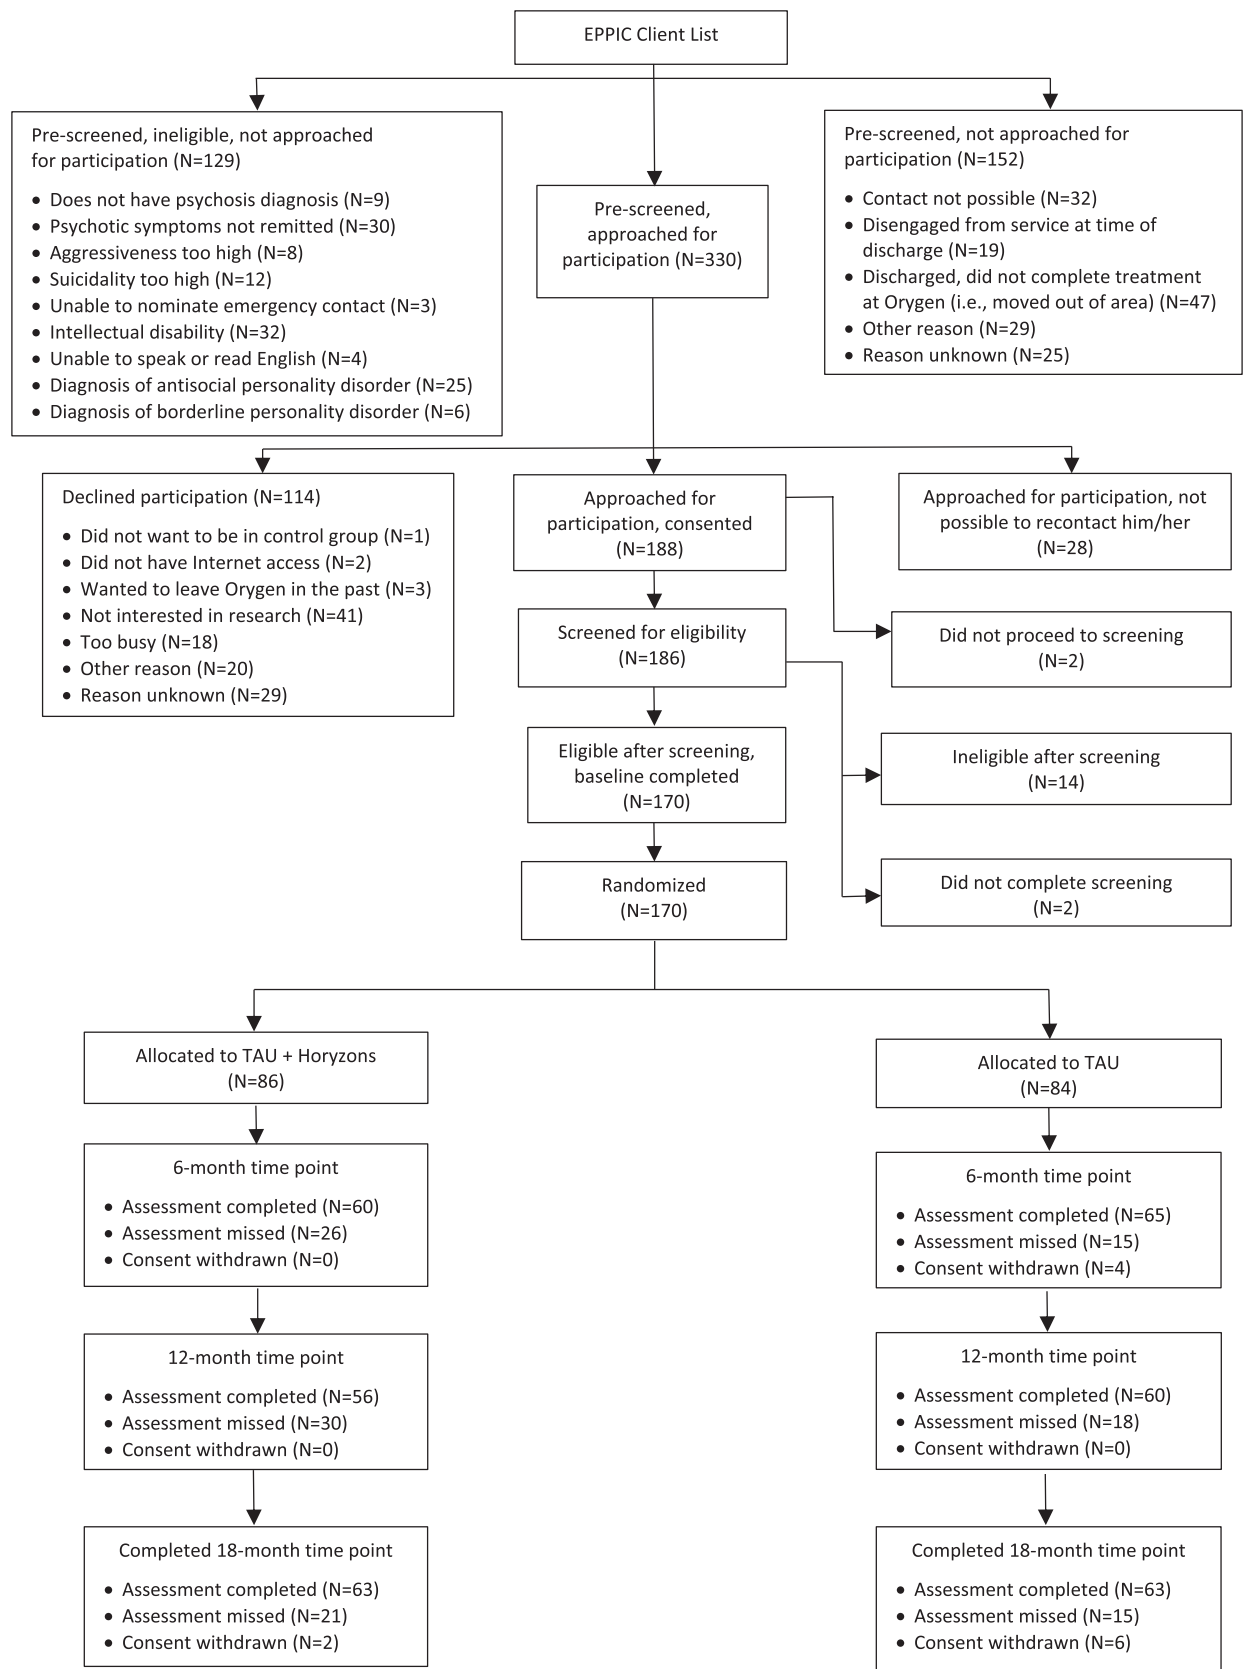 EPPIC Client List
Pre-screened, ineligible, not approached
for participation (N=129)
• Does not have psychosis diagnosis (N=9)
• Psychotic symptoms not remitted (N=30)
• Aggressiveness too high (N=8)
• Suicidality too high (N=12)
• Unable to nominate emergency contact (N=3)
• Intellectual disability (N=32)
• Unable to speak or read English (N=4)
• Diagnosis of antisocial personality disorder (N=25)
• Diagnosis of borderline personality disorder (N=6)
Pre-screened,
approached for
participation (N=330)
Pre-screened, not approached for
participation (N=152)
• Contact not possible (N=32)
• Disengaged from service at time of
discharge (N=19)
• Discharged, did not complete treatment
at Orygen (i.e., moved out of area) (N=47)
• Other reason (N=29)
• Reason unknown (N=25)
Declined participation (N=114)
• Did not want to be in control group (N=1)
• Did not have Internet access (N=2)
• Wanted to leave Orygen in the past (N=3)
• Not interested in research (N=41)
• Too busy (N=18)
• Other reason (N=20)
• Reason unknown (N=29)
Approached for
participation, consented
(N=188)
Approached for participation, not
possible to recontact him/her
(N=28)
Screened for eligibility
(N=186)
Did not proceed to screening
(N=2)
Eligible after screening,
baseline completed
(N=170)
Ineligible after screening
(N=14)
Randomized
(N=170)
Did not complete screening
(N=2)
Allocated to TAU + Horyzons
(N=86)
Allocated to TAU
(N=84)
6-month time point
• Assessment completed (N=60)
• Assessment missed (N=26)
• Consent withdrawn (N=0)
6-month time point
• Assessment completed (N=65)
• Assessment missed (N=15)
• Consent withdrawn (N=4)
12-month time point
• Assessment completed (N=56)
• Assessment missed (N=30)
• Consent withdrawn (N=0)
12-month time point
• Assessment completed (N=60)
• Assessment missed (N=18)
• Consent withdrawn (N=0)
Completed 18-month time point
• Assessment completed (N=63)
• Assessment missed (N=21)
• Consent withdrawn (N=2)
Completed 18-month time point
• Assessment completed (N=63)
• Assessment missed (N=15)
• Consent withdrawn (N=6)